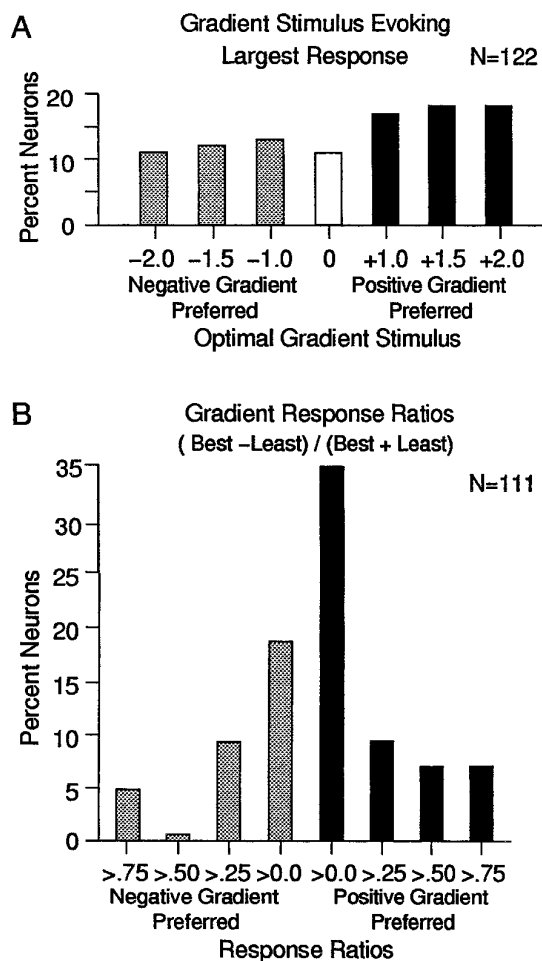 A
Gradient Stimulus Evoking
Largest Response
N=122
Percent Neurons
20
10
0
−2.0 −1.5 −1.0 0 +1.0 +1.5 +2.0
Negative Gradient Positive Gradient
Preferred Preferred
Optimal Gradient Stimulus
B
Gradient Response Ratios
( Best −Least) / (Best + Least)
N=111
Percent Neurons
35
30
25
20
15
10
5
0
>.75 >.50 >.25 >0.0 >0.0 >.25 >.50 >.75
Negative Gradient Positive Gradient
Preferred Preferred
Response Ratios